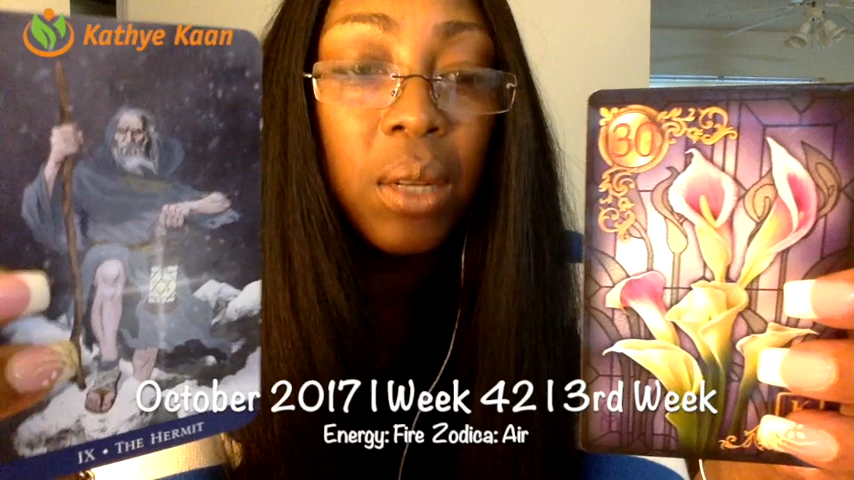 Kathye Kaan
30
IX • THE HERMIT
October 2017 | Week 42 | 3rd Week
Energy: Fire Zodica: Air